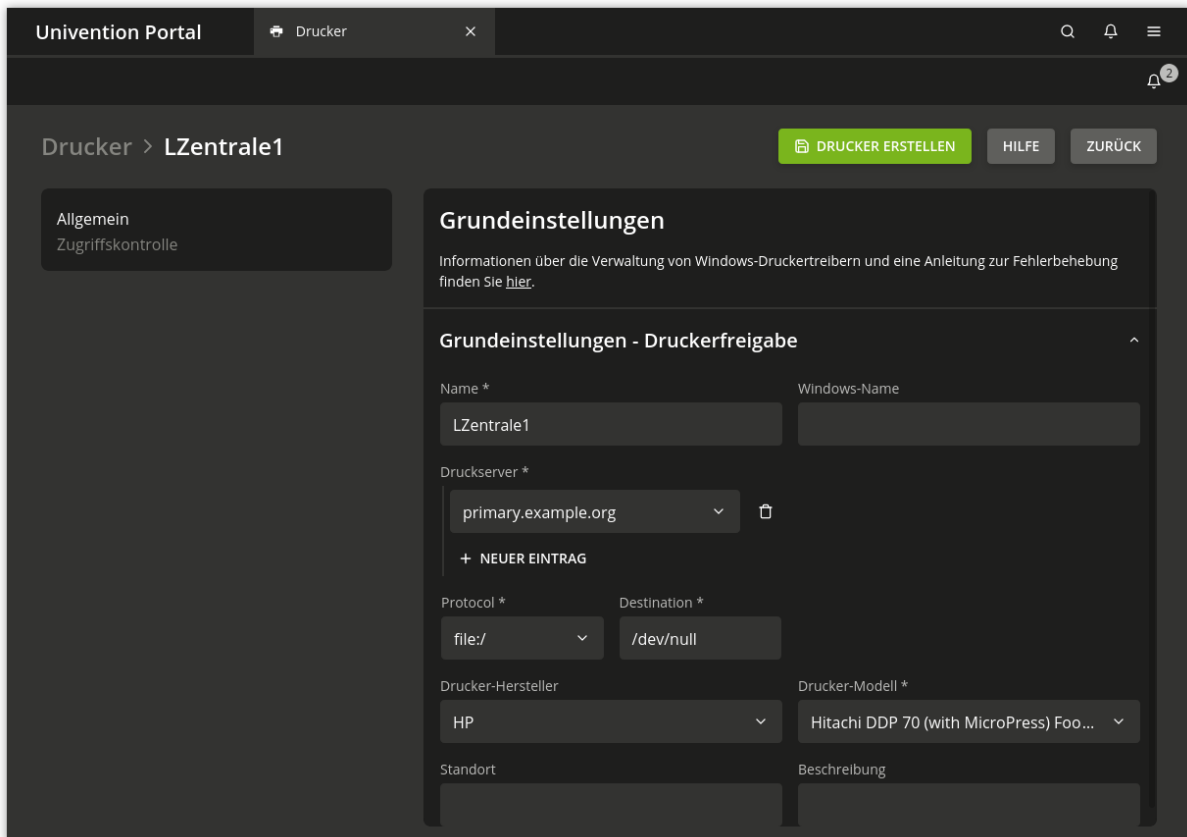 Univention Portal
Drucker
2
Drucker > LZentrale1
DRUCKER ERSTELLEN
HILFE
ZURÜCK
Allgemein
Zugriffskontrolle
Grundeinstellungen
Informationen über die Verwaltung von Windows-Druckertreibern und eine Anleitung zur Fehlerbehebung
finden Sie hier.
Grundeinstellungen - Druckerfreigabe
Name *
Windows-Name
LZentrale1
Druckserver *
primary.example.org
+ NEUER EINTRAG
Protocol *
Destination *
file:/
/dev/null
Drucker-Hersteller
Drucker-Modell *
HP
Hitachi DDP 70 (with MicroPress) Foo...
Standort
Beschreibung